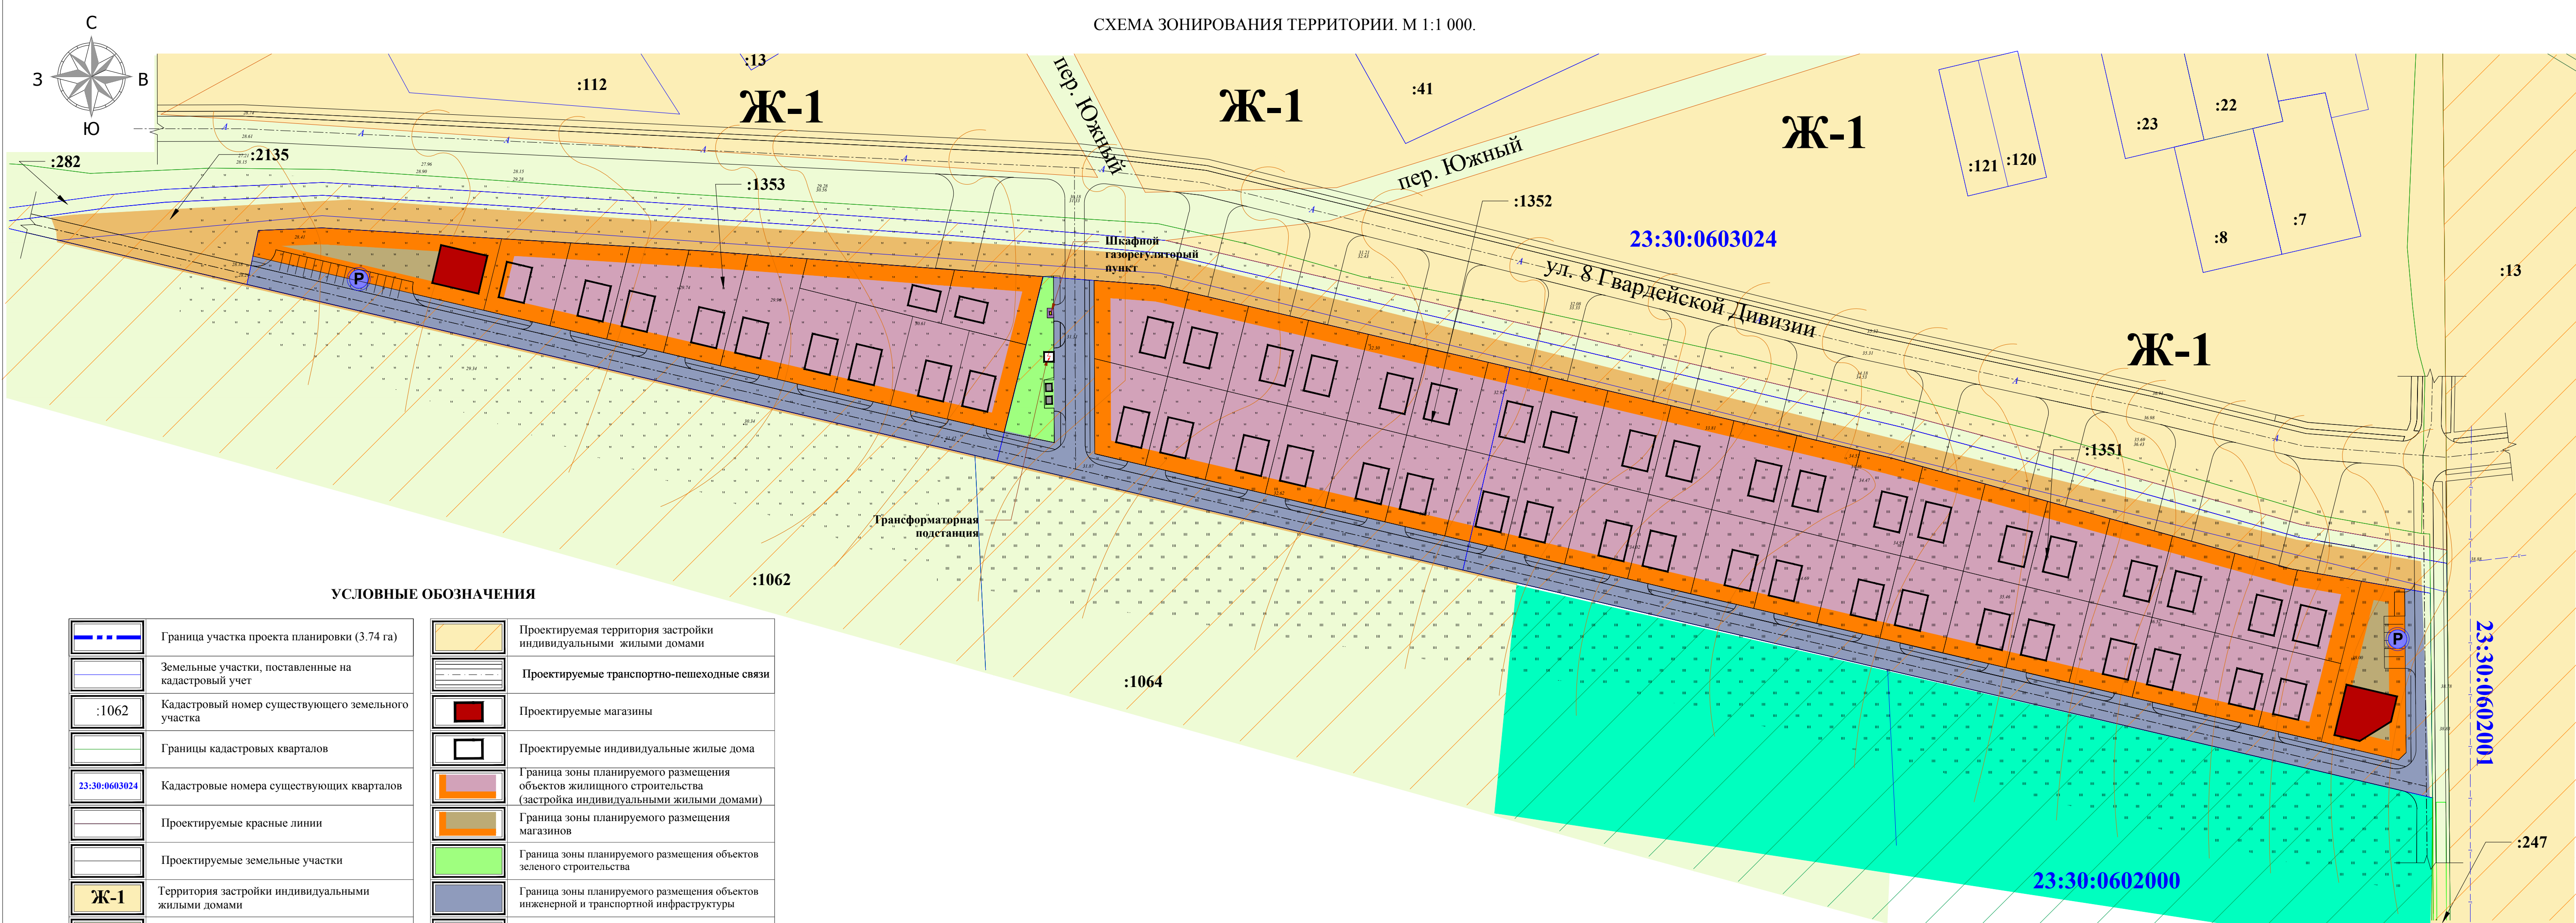 СХЕМА ЗОНИРОВАНИЯ ТЕРРИТОРИИ. М 1:1 000.
С
З
В
Ю
:282
:2135
:112
:13
Ж-1
пер. Южный
Ж-1
:41
пер. Южный
Ж-1
:121
:120
:23
:22
:8
:7
:13
:1353
Шкафной
газорегуляторый
пункт
:1352
23:30:0603024
ул. 8 Гвардейской Дивизии
Ж-1
:1351
P
P
Трансформаторная
подстанция
:1062
:1064
23:30:0602001
23:30:0602000
:247
УСЛОВНЫЕ ОБОЗНАЧЕНИЯ
Граница участка проекта планировки (3.74 га)
Земельные участки, поставленные на
кадастровый учет
:1062
Кадастровый номер существующего земельного
участка
Границы кадастровых кварталов
23:30:0603024
Кадастровые номера существующих кварталов
Проектируемые красные линии
Проектируемые земельные участки
Ж-1
Территория застройки индивидуальными
жилыми домами
Проектируемая территория застройки
индивидуальными жилыми домами
Проектируемые транспортно-пешеходные связи
Проектируемые магазины
Проектируемые индивидуальные жилые дома
Граница зоны планируемого размещения
объектов жилищного строительства
(застройка индивидуальными жилыми домами)
Граница зоны планируемого размещения
магазинов
Граница зоны планируемого размещения объектов
зеленого строительства
Граница зоны планируемого размещения объектов
инженерной и транспортной инфраструктуры